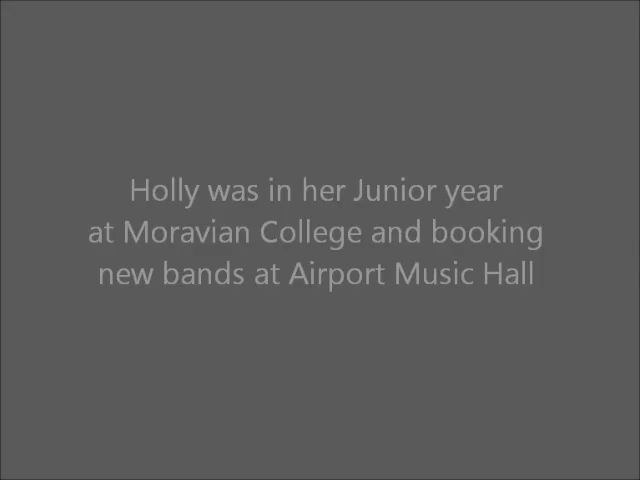 Holly was in her Junior year
at Moravian College and booking
new bands at Airport Music Hall